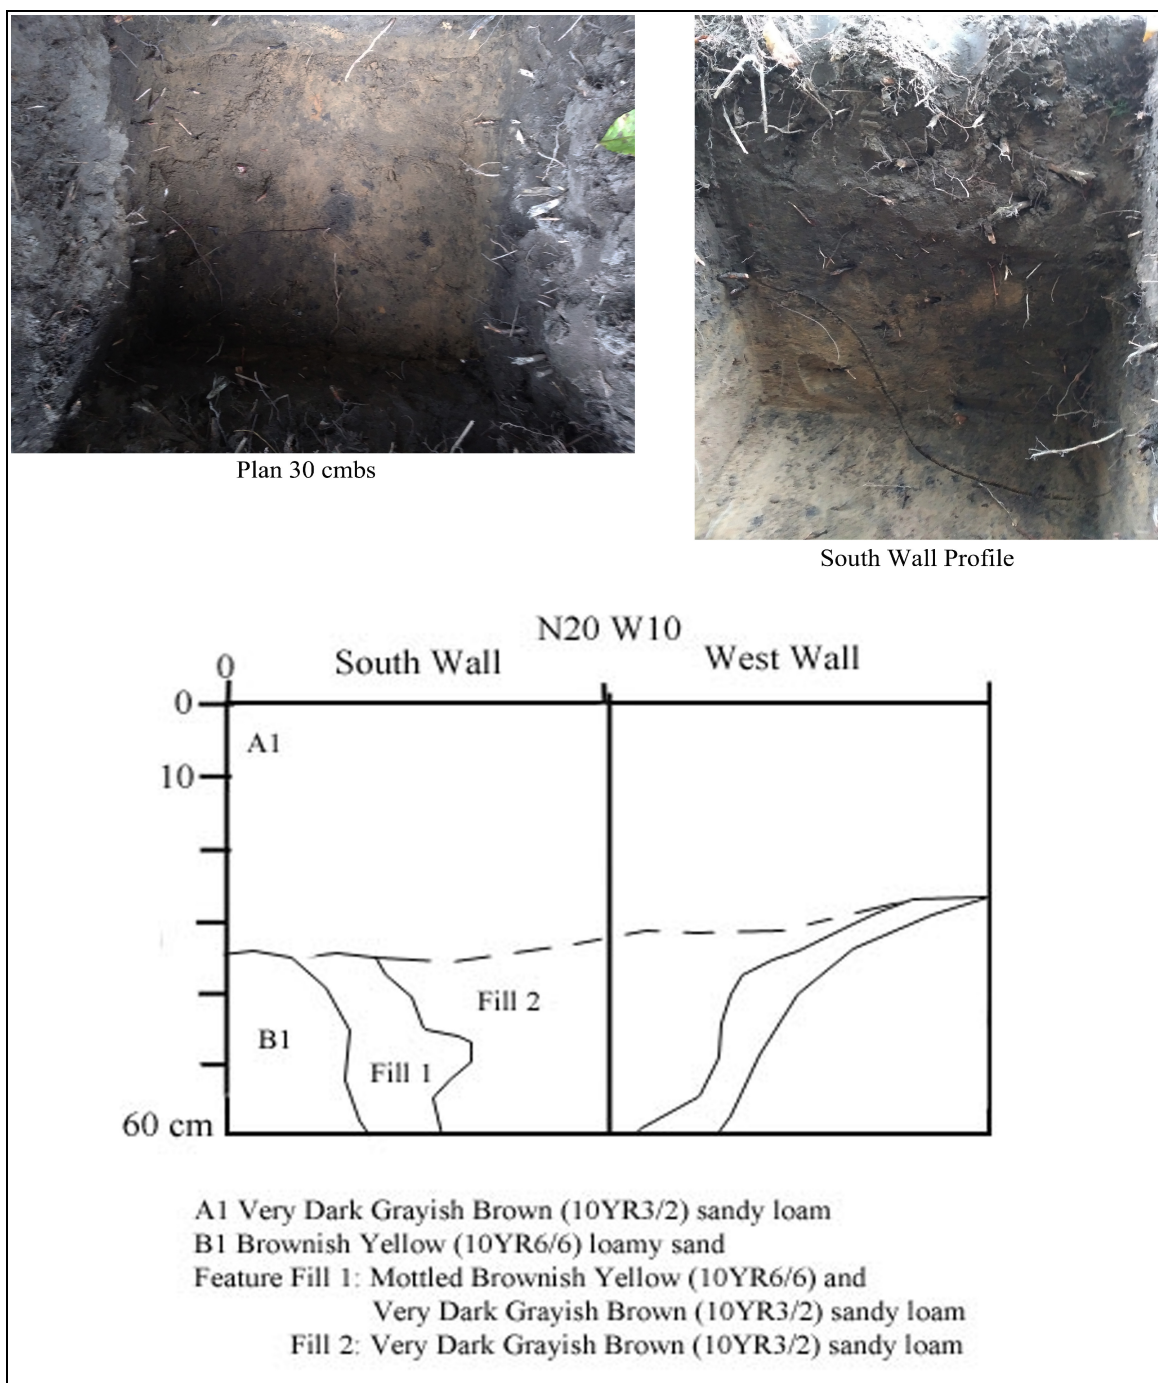 Plan 30 cmbs
South Wall Profile
N20 W10
0
South Wall
West Wall
0
A1
10
Fill 2
B1
Fill 1
60 cm
A1 Very Dark Grayish Brown (10YR3/2) sandy loam
B1 Brownish Yellow (10YR6/6) loamy sand
Feature Fill 1: Mottled Brownish Yellow (10YR6/6) and
Very Dark Grayish Brown (10YR3/2) sandy loam
Fill 2: Very Dark Grayish Brown (10YR3/2) sandy loam